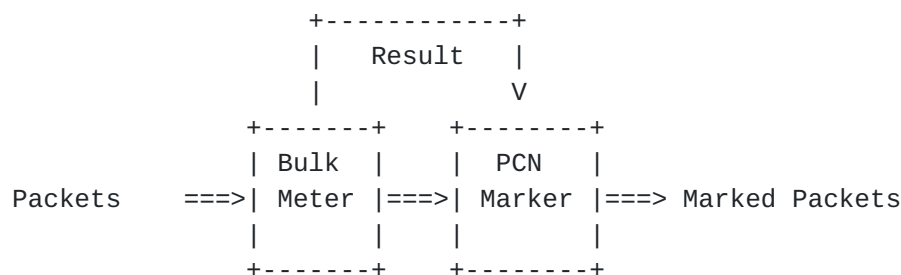 +------------+
|   Result   |
|            V
+-------+    +--------+
| Bulk  |    |  PCN   |
Packets    ===>| Meter |===>| Marker |===> Marked Packets
|       |    |        |
+-------+    +--------+